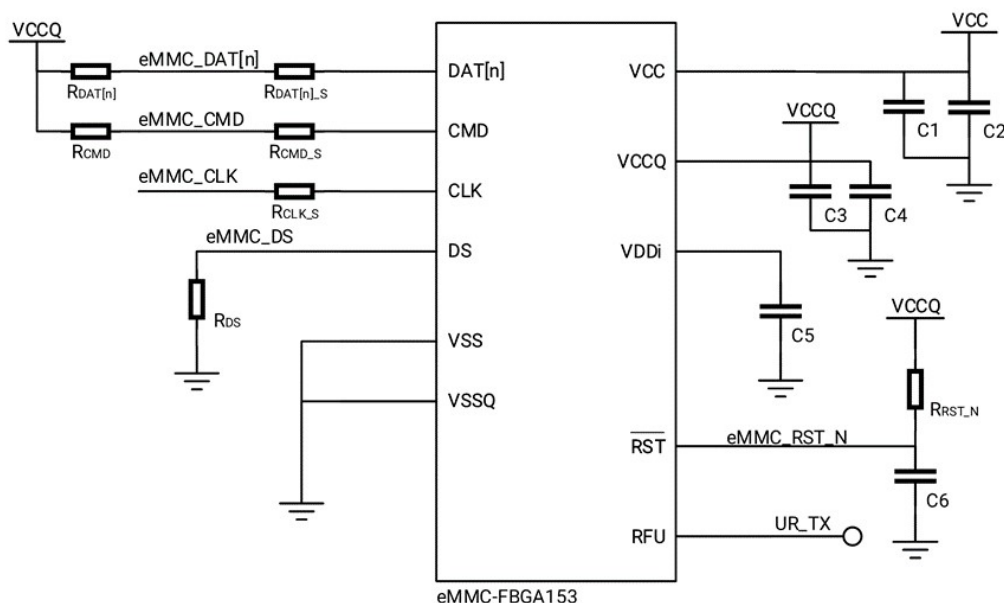 VCCQ
eMMC_DAT[n]
RDAT[n]
RDAT[n]_S
eMMC_CMD
RCMD
RCMD_S
eMMC_CLK
RCLK_S
eMMC_DS
RDS
DAT[n]
CMD
CLK
DS
VSS
VSSQ
VCC
VCCQ
VDDi
RST
RFU
VCC
C1
C2
VCCQ
C3
C4
C5
VCCQ
RRST_N
eMMC_RST_N
C6
UR_TX
eMMC-FBGA153